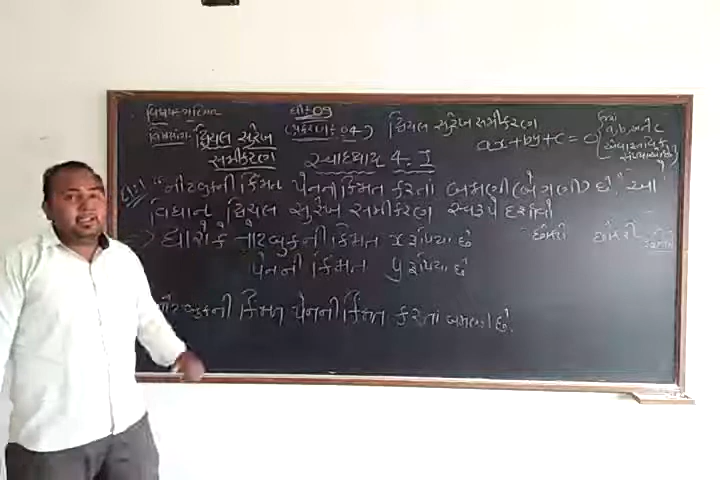 વિષય:- ગણિત
ધો:- 09
(પ્રકરણ:- 04) દ્વિચલ સુરેખ સમીકરણ
દ્વિચલ સુરેખ સમીકરણ
ax+by+c=0
સ્વાધ્યાય 4.1
"નોટબુકની કિંમત પેનની કિંમત કરતાં બમણી (બે ગણી) છે." આ
વિધાન દ્વિચલ સુરેખ સમીકરણ સ્વરૂપે દર્શાવો
⇒ ધારોકે નોટબુકની કિંમત x રૂપિયા છે
પેનની કિંમત y રૂપિયા છે
નોટબુકની કિંમત પેનની કિંમત કરતાં બમણી છે.